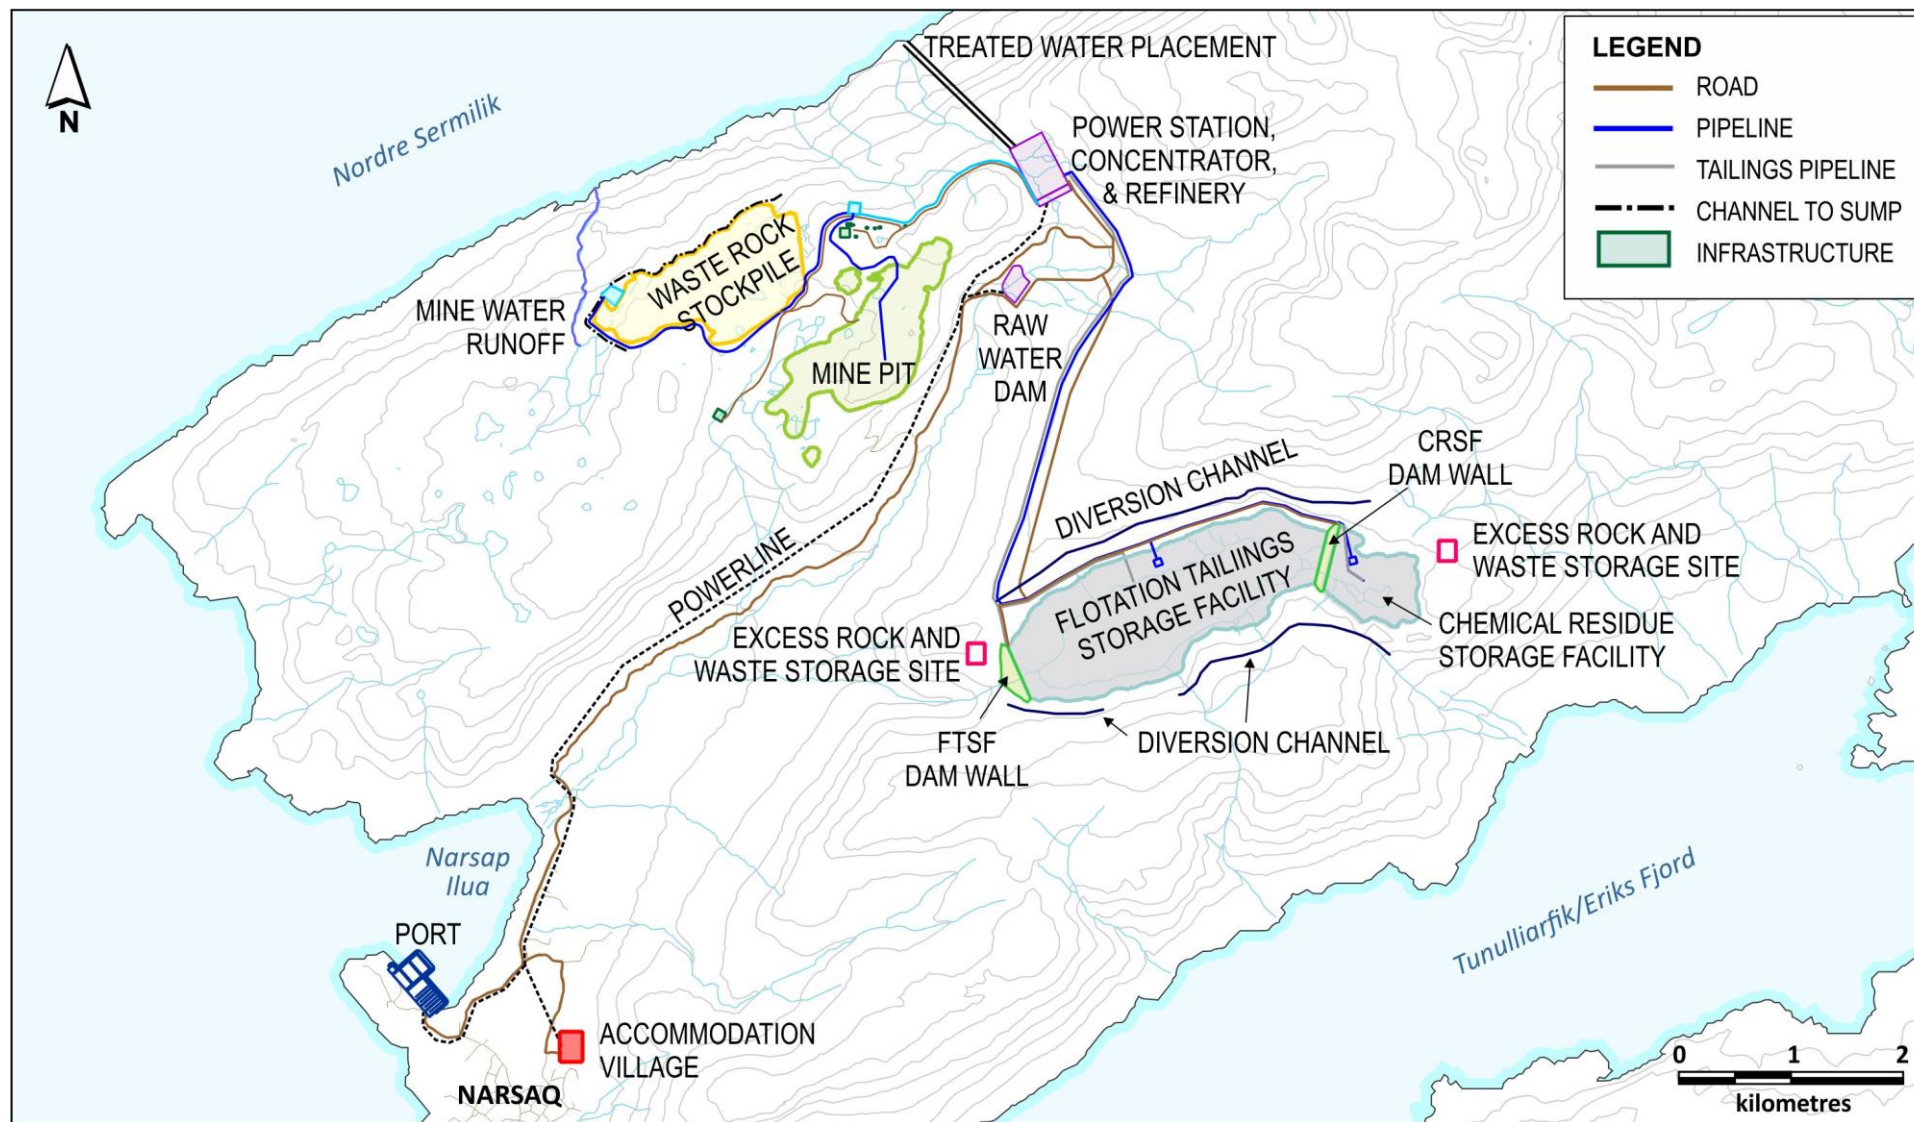 N
Nordre Sermilik
TREATED WATER PLACEMENT
POWER STATION,
CONCENTRATOR,
& REFINERY
LEGEND
ROAD
PIPELINE
TAILINGS PIPELINE
CHANNEL TO SUMP
INFRASTRUCTURE
WASTE ROCK
STOCKPILE
MINE WATER
RUNOFF
MINE PIT
RAW
WATER
DAM
POWERLINE
DIVERSION CHANNEL
CRSF
DAM WALL
EXCESS ROCK AND
WASTE STORAGE SITE
FLOTATION TAILIINGS
STORAGE FACILITY
CHEMICAL RESIDUE
STORAGE FACILITY
EXCESS ROCK AND
WASTE STORAGE SITE
FTSF
DAM WALL
DIVERSION CHANNEL
Narsap
Ilua
Tunulliarfik/Eriks Fjord
PORT
ACCOMMODATION
VILLAGE
NARSAQ
0 1 2
kilometres